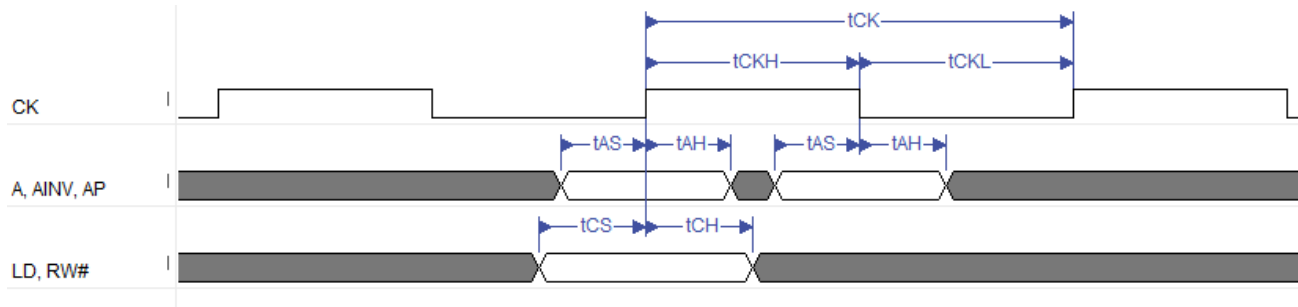 tCK
tCKH tCKL
CK
tAS tAH tAS tAH
A, AINV, AP
tCS tCH
LD, RW#